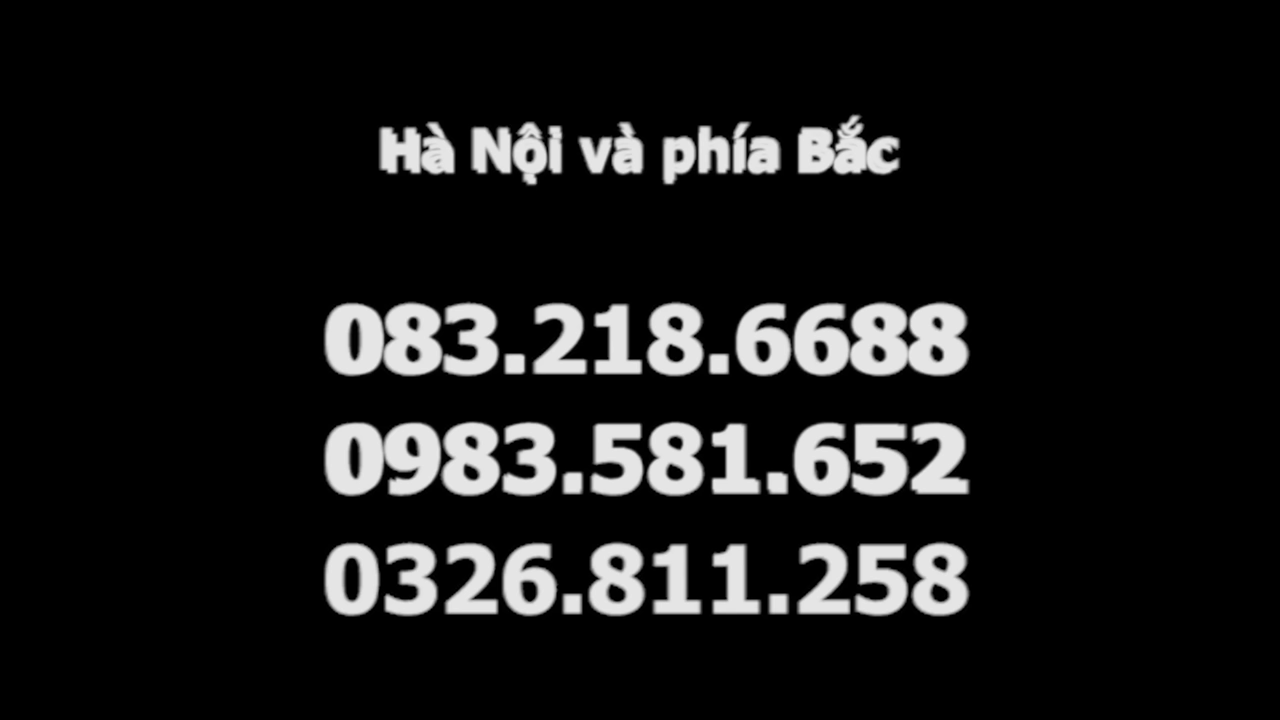 Hà Nội và phía Bắc
083.218.6688
0983.581.652
0326.811.258